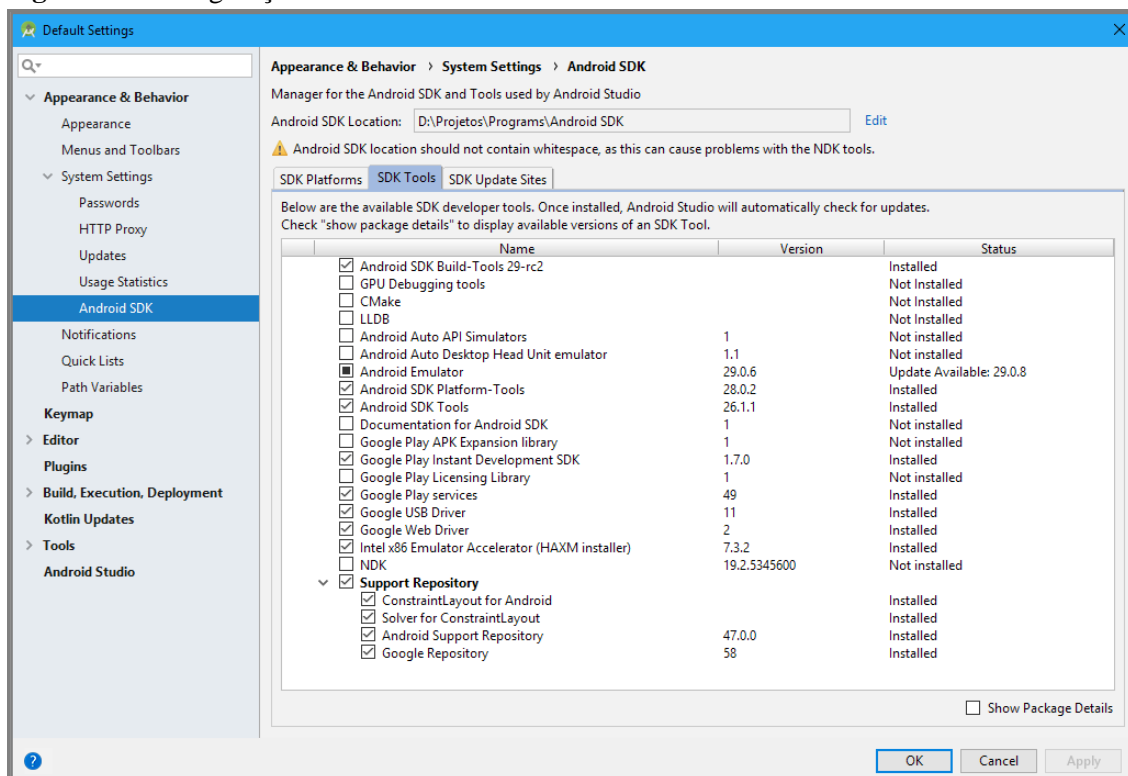 Default Settings
Appearance & Behavior
Appearance
Menus and Toolbars
System Settings
Passwords
HTTP Proxy
Updates
Usage Statistics
Android SDK
Notifications
Quick Lists
Path Variables
Keymap
Editor
Plugins
Build, Execution, Deployment
Kotlin Updates
Tools
Android Studio
Appearance & Behavior > System Settings > Android SDK
Manager for the Android SDK and Tools used by Android Studio
Android SDK Location: D:\Projetos\Programs\Android SDK Edit
Android SDK location should not contain whitespace, as this can cause problems with the NDK tools.
SDK Platforms SDK Tools SDK Update Sites
Below are the available SDK developer tools. Once installed, Android Studio will automatically check for updates.
Check "show package details" to display available versions of an SDK Tool.
Name Version Status
Android SDK Build-Tools 29-rc2 Installed
GPU Debugging tools Not Installed
CMake Not Installed
LLDB Not Installed
Android Auto API Simulators 1 Not installed
Android Auto Desktop Head Unit emulator 1.1 Not installed
Android Emulator 29.0.6 Update Available: 29.0.8
Android SDK Platform-Tools 28.0.2 Installed
Android SDK Tools 26.1.1 Installed
Documentation for Android SDK 1 Not installed
Google Play APK Expansion library 1 Not installed
Google Play Instant Development SDK 1.7.0 Installed
Google Play Licensing Library 1 Not installed
Google Play services 49 Installed
Google USB Driver 11 Installed
Google Web Driver 2 Installed
Intel x86 Emulator Accelerator (HAXM installer) 7.3.2 Installed
NDK 19.2.5345600 Not installed
Support Repository
ConstraintLayout for Android Installed
Solver for ConstraintLayout Installed
Android Support Repository 47.0.0 Installed
Google Repository 58 Installed
Show Package Details
? OK Cancel Apply